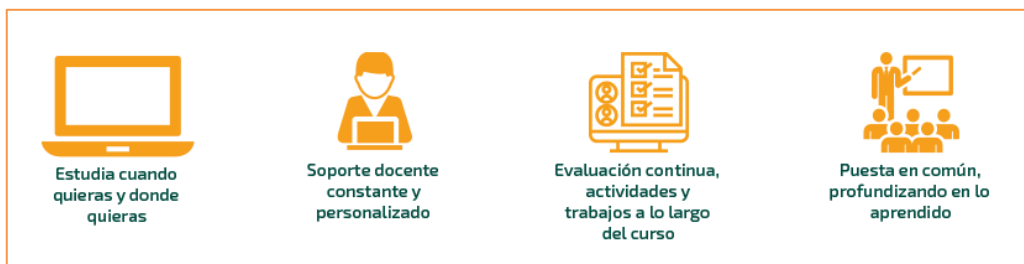 Estudia cuando
quieras y donde
quieras
Soporte docente
constante y
personalizado
Evaluación continua,
actividades y
trabajos a lo largo
del curso
Puesta en común,
profundizando en lo
aprendido